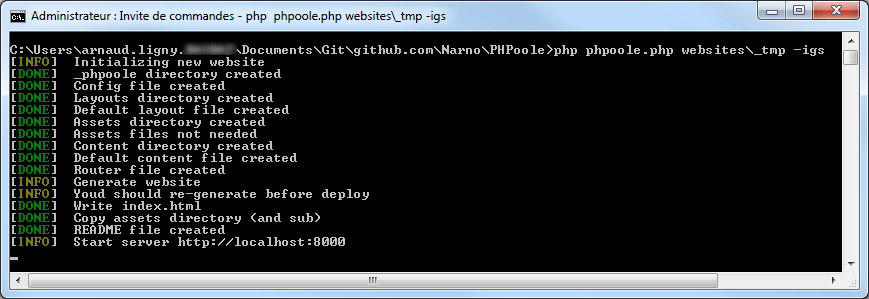 Administrateur : Invite de commandes - php phpoole.php websites\_tmp -igs
C:\Users\arnaud.ligny.\Documents\Git\github.com\Narno\PHPoole>php phpoole.php websites\_tmp -igs
[INFO] Initializing new website
[DONE] _phpoole directory created
[DONE] Config file created
[DONE] Layouts directory created
[DONE] Default layout file created
[DONE] Assets directory created
[DONE] Assets files not needed
[DONE] Content directory created
[DONE] Default content file created
[DONE] Router file created
[INFO] Generate website
[INFO] Youd should re-generate before deploy
[DONE] Write index.html
[DONE] Copy assets directory (and sub)
[DONE] README file created
[INFO] Start server http://localhost:8000